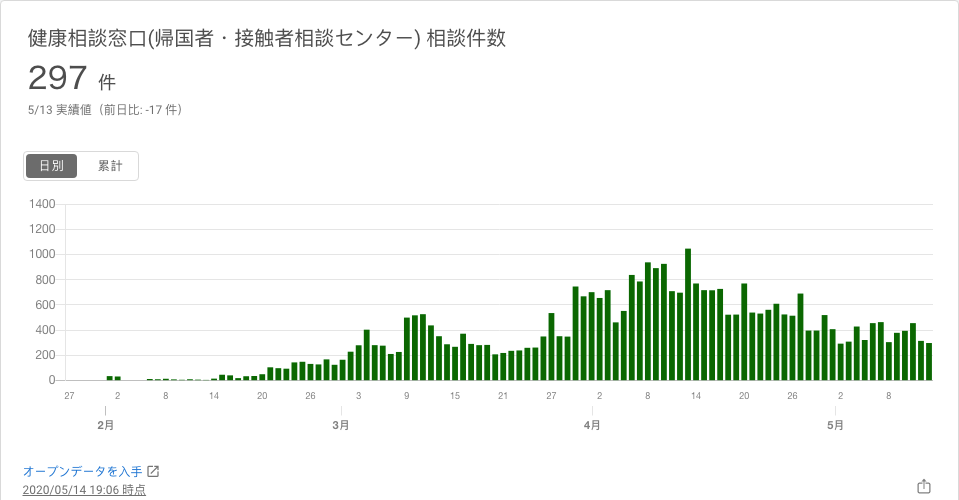 健康相談窓口(帰国者・接触者相談センター) 相談件数
297 件
5/13 実績値（前日比: -17 件）
日別 累計
1400
1200
1000
800
600
400
200
0
27 2 8 14 20 26 3 9 15 21 27 2 8 14 20 26 2 8
2月 3月 4月 5月
オープンデータを入手
2020/05/14 19:06 時点